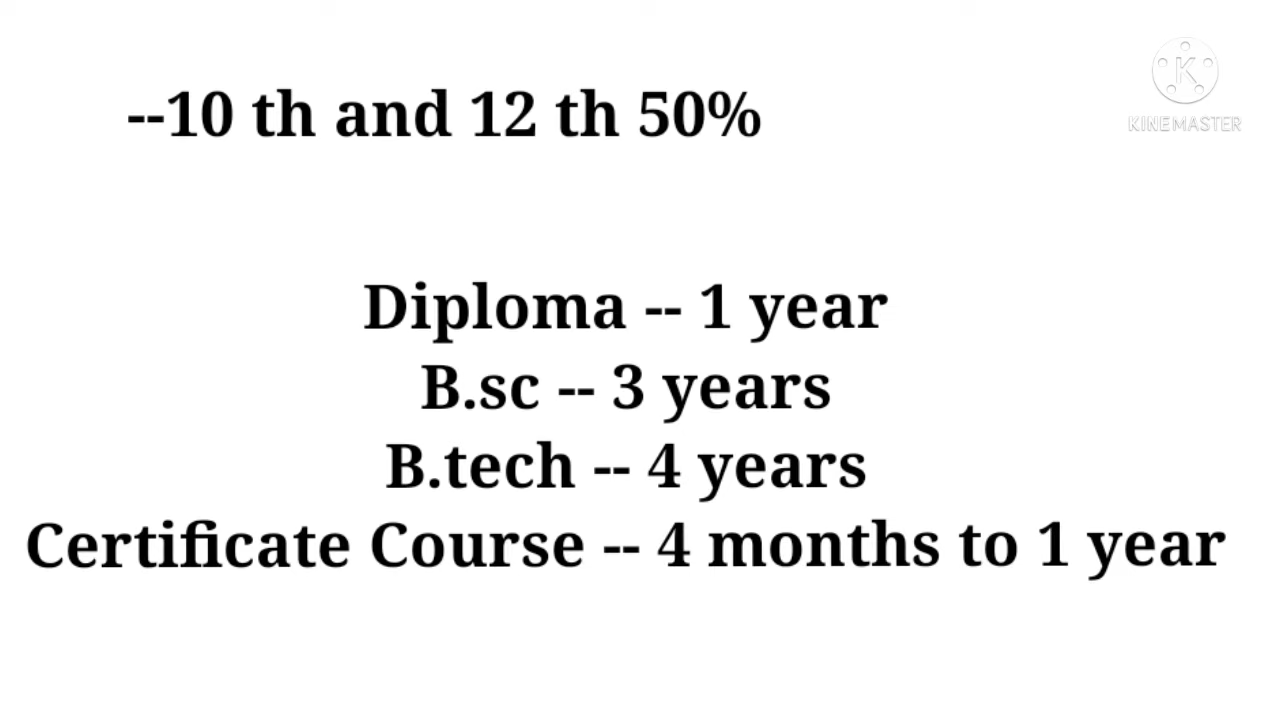 --10 th and 12 th 50%
KINEMASTER
Diploma -- 1 year
B.sc -- 3 years
B.tech -- 4 years
Certificate Course -- 4 months to 1 year